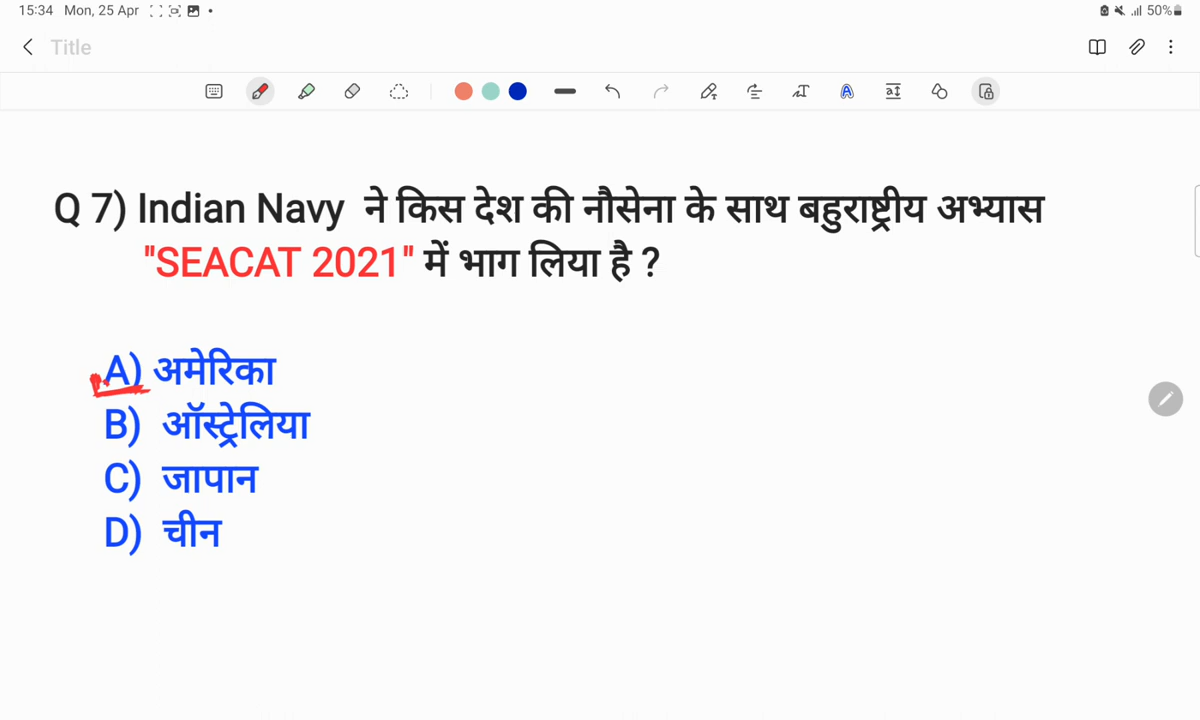 15:34 Mon, 25 Apr 50%
Title
Q 7) Indian Navy ने किस देश की नौसेना के साथ बहुराष्ट्रीय अभ्यास
"SEACAT 2021" में भाग लिया है ?
A) अमेरिका
B) ऑस्ट्रेलिया
C) जापान
D) चीन